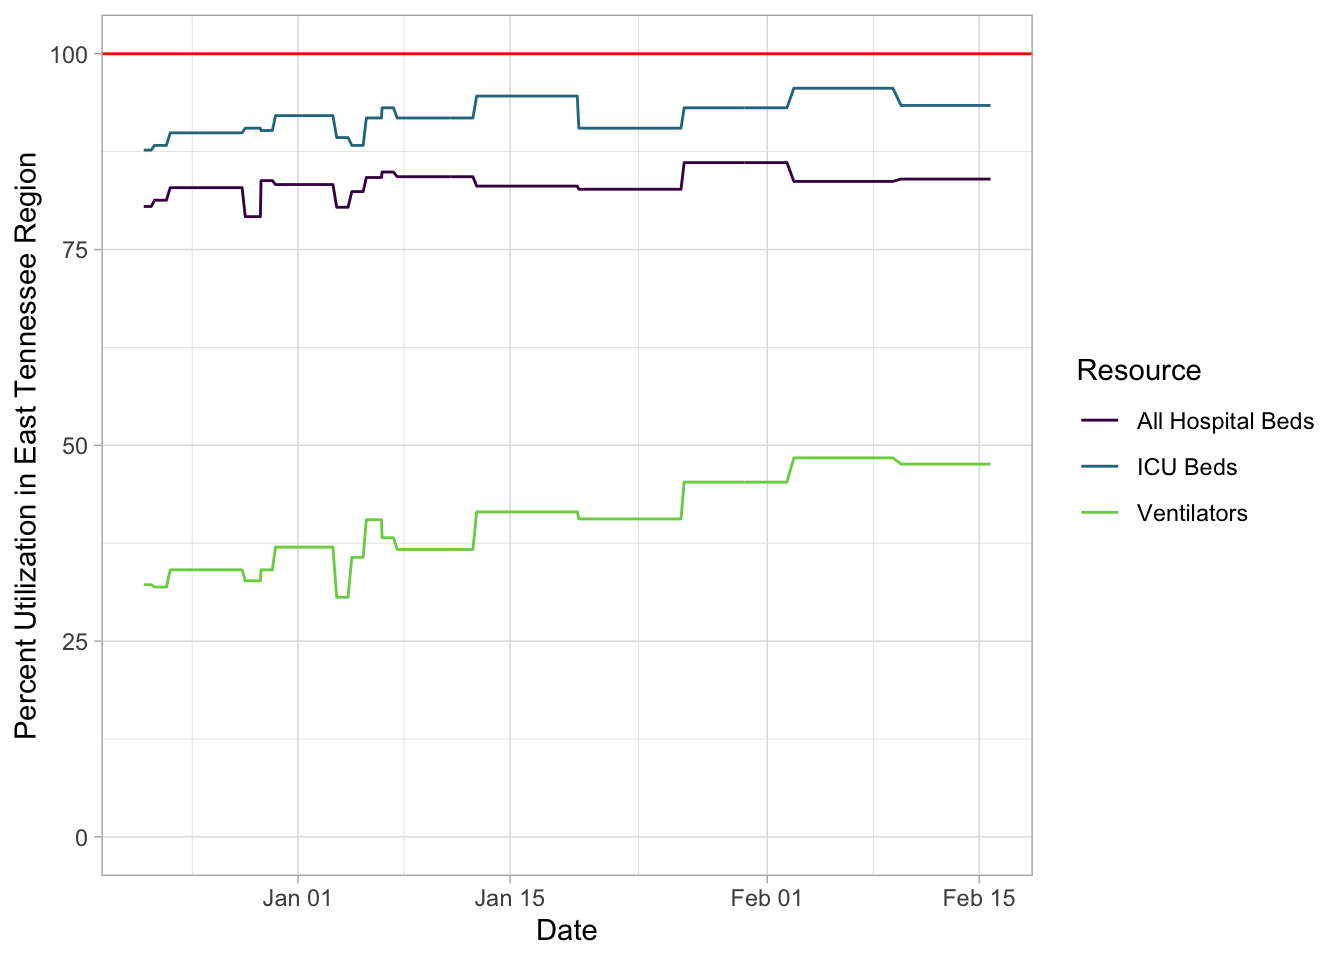 Percent Utilization in East Tennessee Region
100
75
50
25
0
Jan 01
Jan 15
Feb 01
Feb 15
Date
Resource
All Hospital Beds
ICU Beds
Ventilators